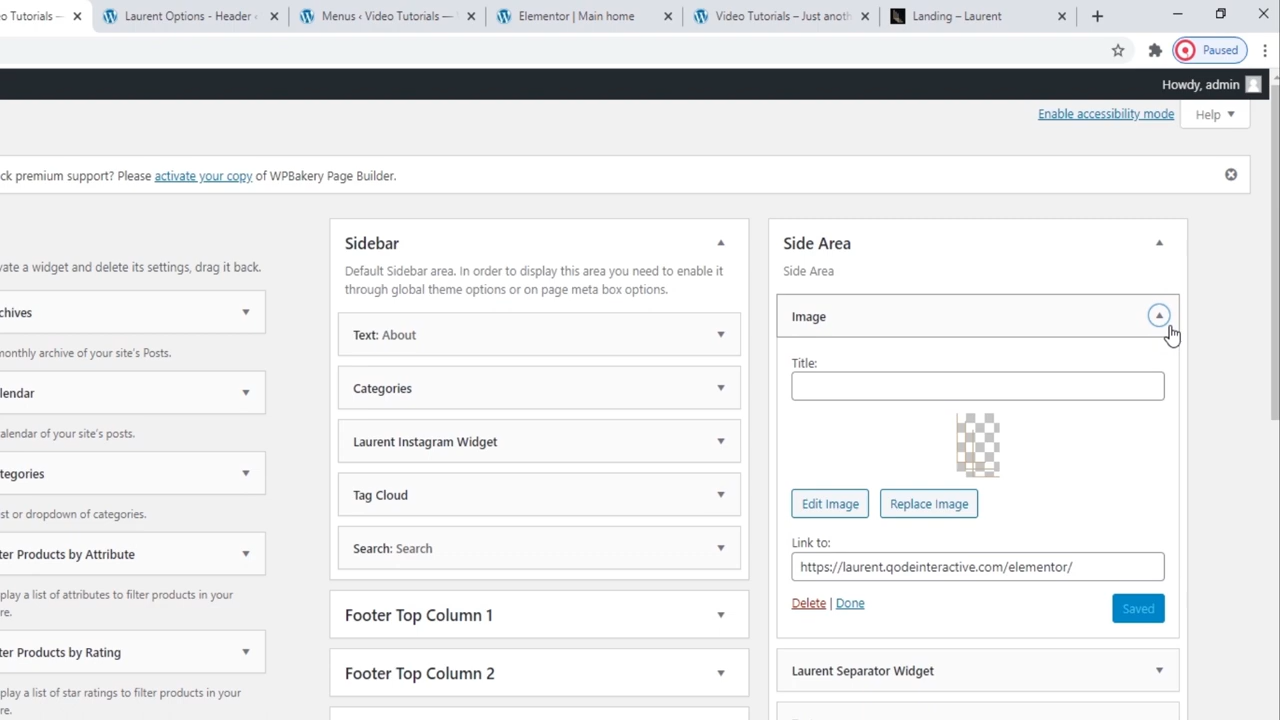 o Tutorials —
Laurent Options - Header ‹
Menus ‹ Video Tutorials —
Elementor | Main home
Video Tutorials – Just anoth
Landing – Laurent
Paused
Howdy, admin
Enable accessibility mode
Help
ck premium support? Please activate your copy of WPBakery Page Builder.
vate a widget and delete its settings, drag it back.
chives
monthly archive of your site's Posts.
lendar
calendar of your site's posts.
tegories
st or dropdown of categories.
ter Products by Attribute
play a list of attributes to filter products in your
re.
ter Products by Rating
play a list of star ratings to filter products in your
re.
Sidebar
Default Sidebar area. In order to display this area you need to enable it
through global theme options or on page meta box options.
Text: About
Categories
Laurent Instagram Widget
Tag Cloud
Search: Search
Footer Top Column 1
Footer Top Column 2
Side Area
Side Area
Image
Title:
Edit Image
Replace Image
Link to:
https://laurent.qodeinteractive.com/elementor/
Delete | Done
Saved
Laurent Separator Widget